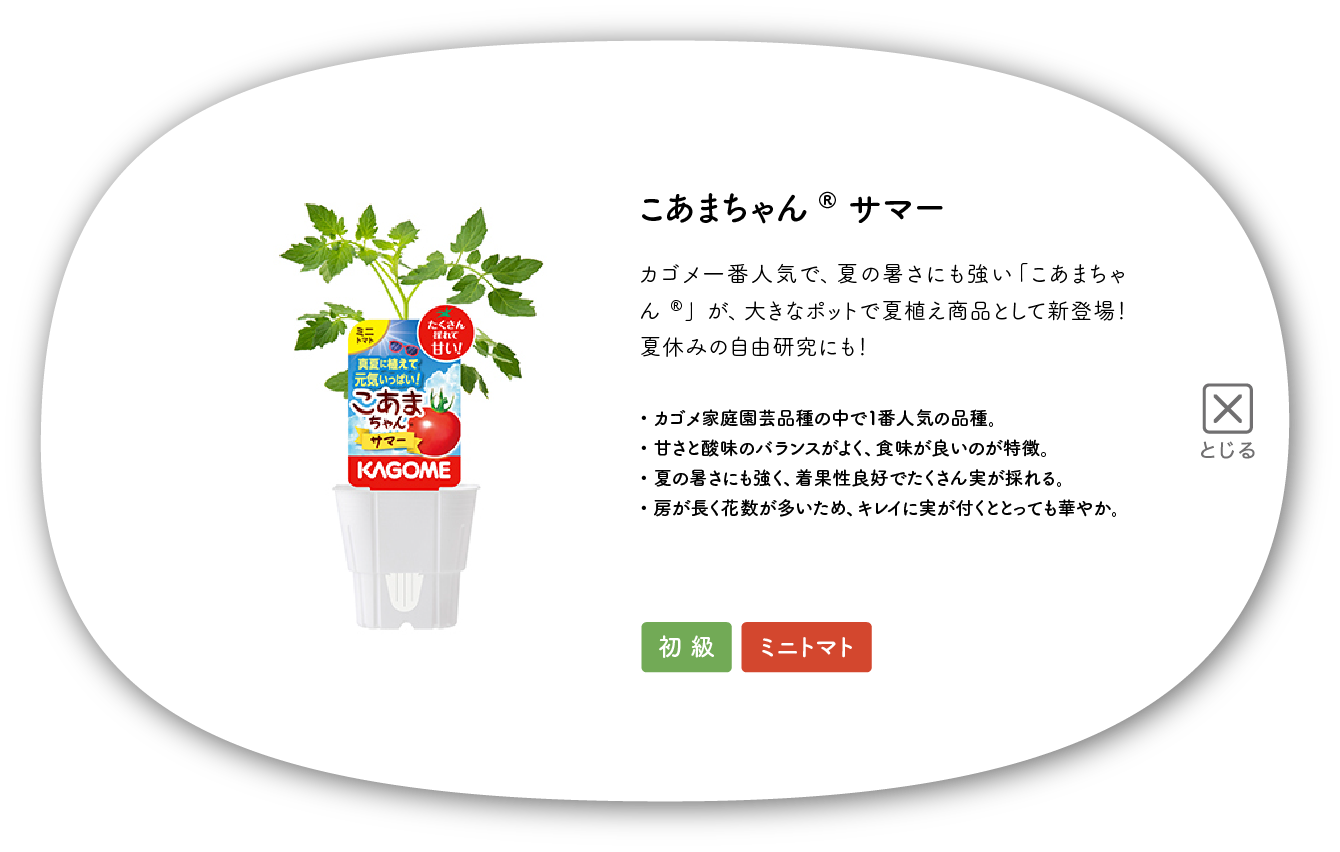 こあまちゃん ® サマー
カゴメ一番人気で、夏の暑さにも強い「こあまちゃ
ん ®」が、大きなポットで夏植え商品として新登場！
夏休みの自由研究にも！
・カゴメ家庭園芸品種の中で1番人気の品種。
・甘さと酸味のバランスがよく、食味が良いのが特徴。
・夏の暑さにも強く、着果性良好でたくさん実が採れる。
・房が長く花数が多いため、キレイに実が付くととっても華やか。
初級 ミニトマト
とじる
ミニ
トマト
たくさん
採れて
甘い！
真夏に植えて
元気いっぱい！
こあま
ちゃん
サマー
KAGOME